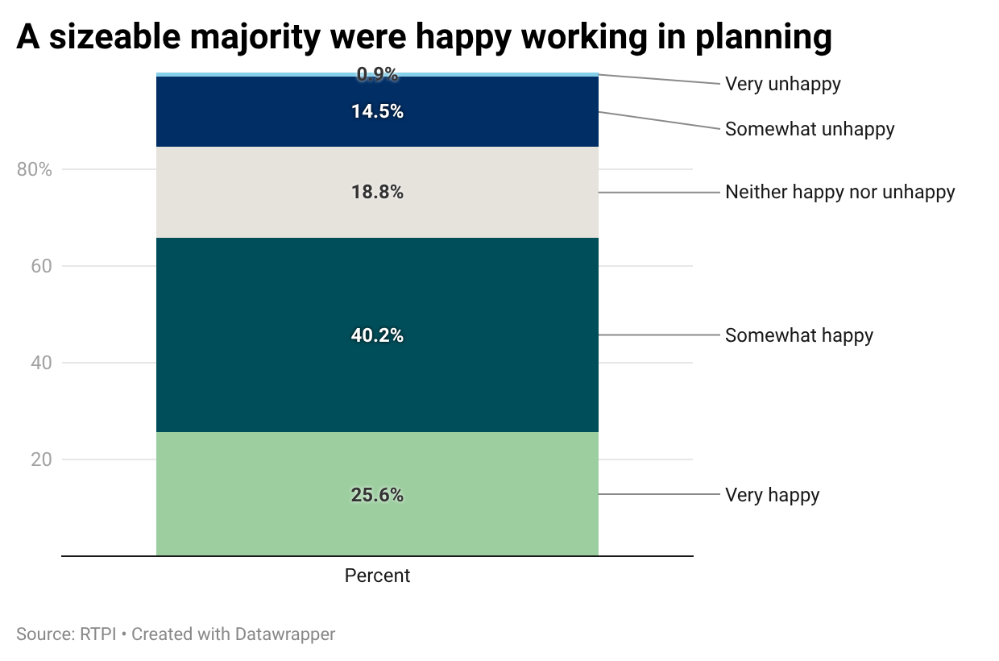 A sizeable majority were happy working in planning
0.9%
Very unhappy
14.5%
Somewhat unhappy
80%
18.8%
Neither happy nor unhappy
60
40.2%
Somewhat happy
40
20
25.6%
Very happy
Percent
Source: RTPI • Created with Datawrapper